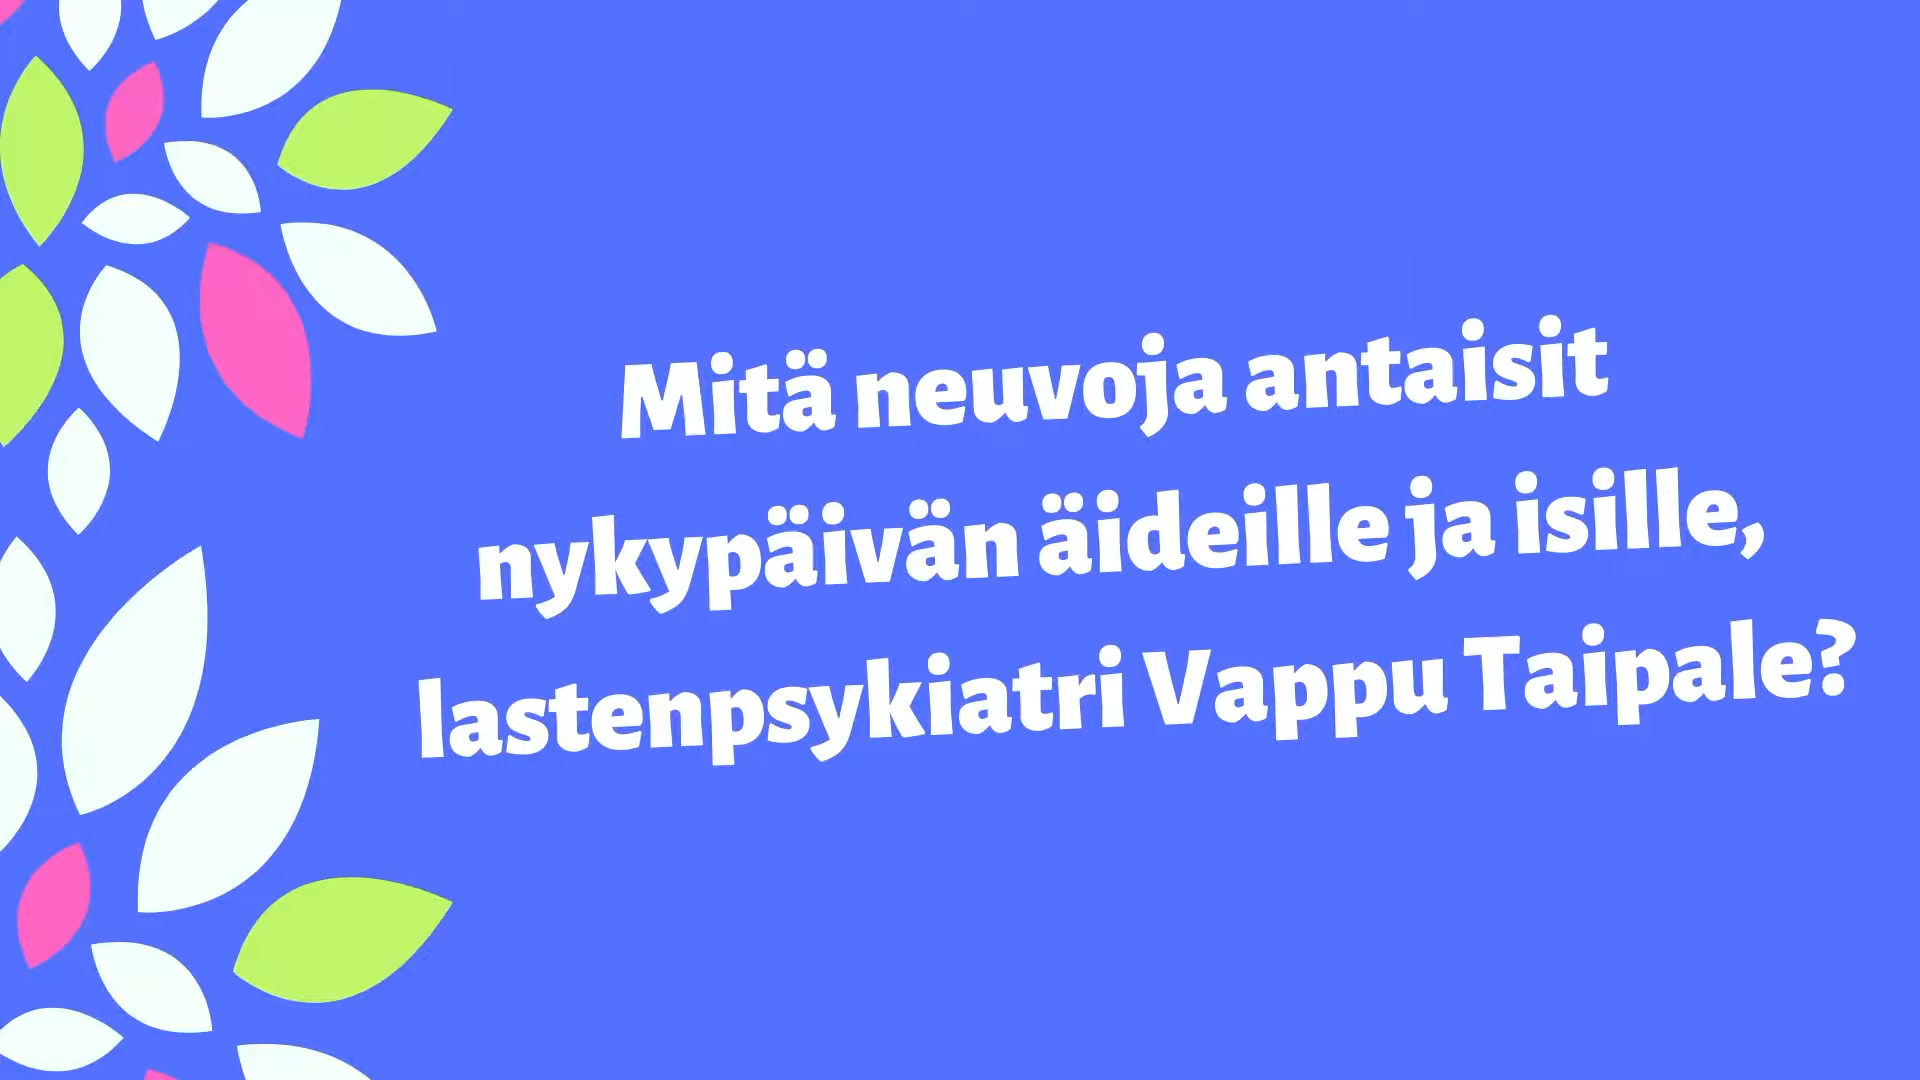 Mitä neuvoja antaisit
nykypäivän äideille ja isille,
lastenpsykiatri Vappu Taipale?